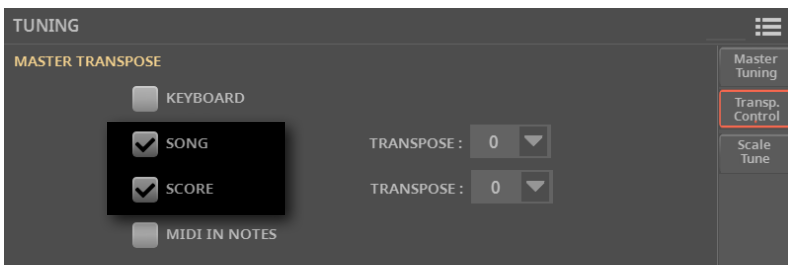 TUNING
MASTER TRANSPOSE
KEYBOARD
SONG TRANSPOSE : 0
SCORE TRANSPOSE : 0
MIDI IN NOTES
Master
Tuning
Transp.
Control
Scale
Tune